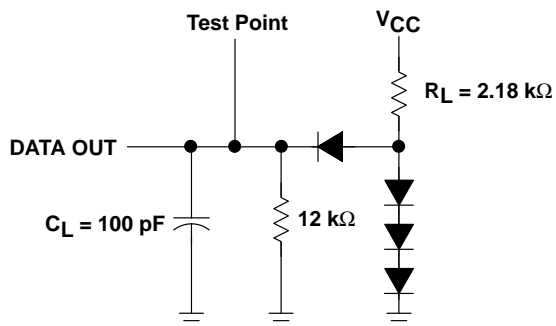 Test Point
VCC
RL = 2.18 kΩ
DATA OUT
CL = 100 pF
12 kΩ